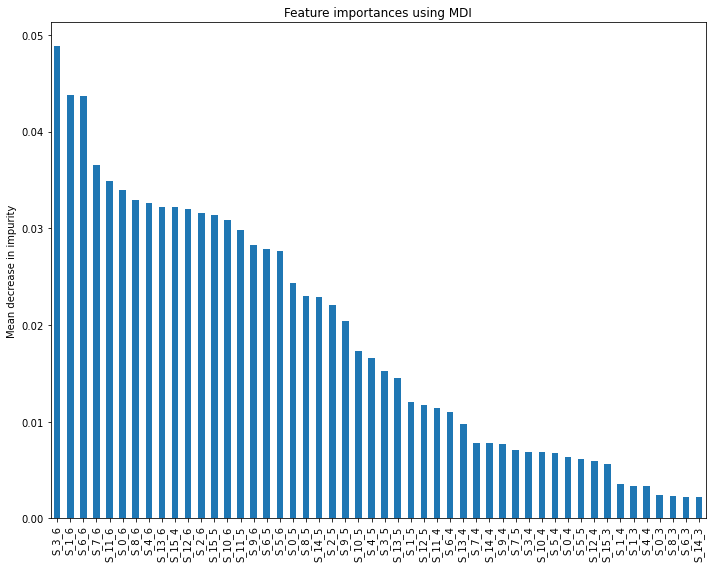 Feature importances using MDI
Mean decrease in impurity
0.05
0.04
0.03
0.02
0.01
0.00
S_3_6
S_1_6
S_6_6
S_7_6
S_11_6
S_0_6
S_8_6
S_4_6
S_13_6
S_15_4
S_12_6
S_2_6
S_15_5
S_10_6
S_11_5
S_9_6
S_6_5
S_5_6
S_0_5
S_8_5
S_14_5
S_2_5
S_9_5
S_10_5
S_4_5
S_3_5
S_13_5
S_1_5
S_12_5
S_11_4
S_6_4
S_13_4
S_7_4
S_14_4
S_9_4
S_7_5
S_3_4
S_10_4
S_5_4
S_0_4
S_5_5
S_12_4
S_15_3
S_1_4
S_1_3
S_4_4
S_0_3
S_8_3
S_6_3
S_14_3